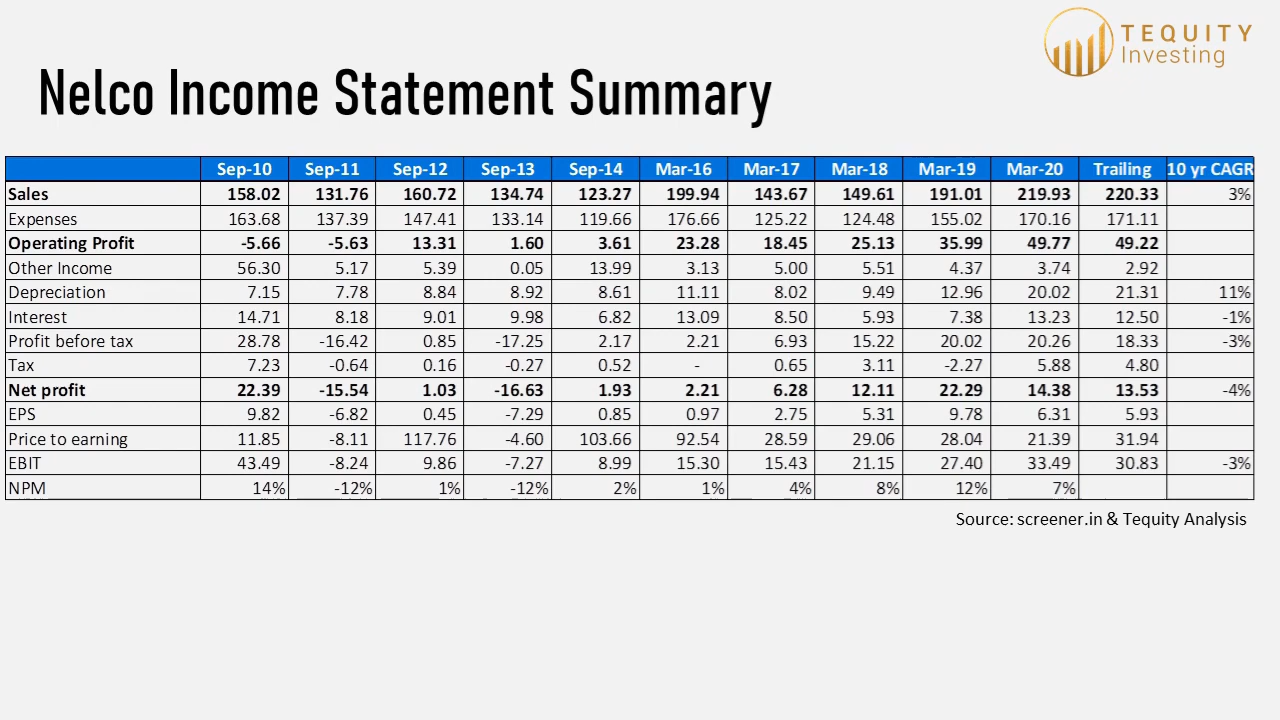 TEQUITY
Investing
Nelco Income Statement Summary
Sep-10 Sep-11 Sep-12 Sep-13 Sep-14 Mar-16 Mar-17 Mar-18 Mar-19 Mar-20 Trailing 10 yr CAGR
Sales 158.02 131.76 160.72 134.74 123.27 199.94 143.67 149.61 191.01 219.93 220.33 3%
Expenses 163.68 137.39 147.41 133.14 119.66 176.66 125.22 124.48 155.02 170.16 171.11
Operating Profit -5.66 -5.63 13.31 1.60 3.61 23.28 18.45 25.13 35.99 49.77 49.22
Other Income 56.30 5.17 5.39 0.05 13.99 3.13 5.00 5.51 4.37 3.74 2.92
Depreciation 7.15 7.78 8.84 8.92 8.61 11.11 8.02 9.49 12.96 20.02 21.31 11%
Interest 14.71 8.18 9.01 9.98 6.82 13.09 8.50 5.93 7.38 13.23 12.50 -1%
Profit before tax 28.78 -16.42 0.85 -17.25 2.17 2.21 6.93 15.22 20.02 20.26 18.33 -3%
Tax 7.23 -0.64 0.16 -0.27 0.52 - 0.65 3.11 -2.27 5.88 4.80
Net profit 22.39 -15.54 1.03 -16.63 1.93 2.21 6.28 12.11 22.29 14.38 13.53 -4%
EPS 9.82 -6.82 0.45 -7.29 0.85 0.97 2.75 5.31 9.78 6.31 5.93
Price to earning 11.85 -8.11 117.76 -4.60 103.66 92.54 28.59 29.06 28.04 21.39 31.94
EBIT 43.49 -8.24 9.86 -7.27 8.99 15.30 15.43 21.15 27.40 33.49 30.83 -3%
NPM 14% -12% 1% -12% 2% 1% 4% 8% 12% 7%
Source: screener.in & Tequity Analysis